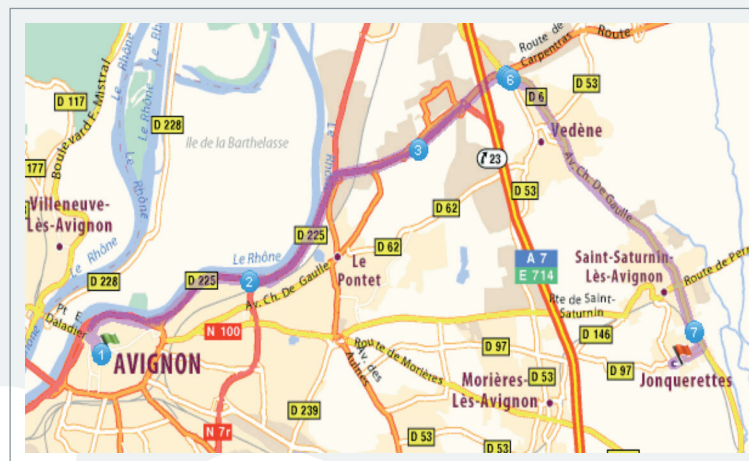 Route de
Carpentras
Route
Le Rhône
Le Rhône
D 117
Boulevard F. Mistral
D 228
Ile de la Barthelasse
6
D 53
D 6
3
Vedène
23
177
Villeneuve-
Lès-Avignon
D 53
Av. Ch. De Gaulle
D 62
Le Rhône
D 225
D 62
Le
Pontet
A 7
E 714
Saint-Saturnin-
Lès-Avignon
Le Rhône
D 228
D 225
2
Av. Ch. De Gaulle
Rte de Saint-
Saturnin
Pt E.
Daladier
N 100
D 146
7
1
AVIGNON
Route de Morières
D 97
D 97
Jonquerettes
Av. des
Aulnes
Morières-
Lès-Avignon
D 53
D 239
N 7r
D 53
D 53